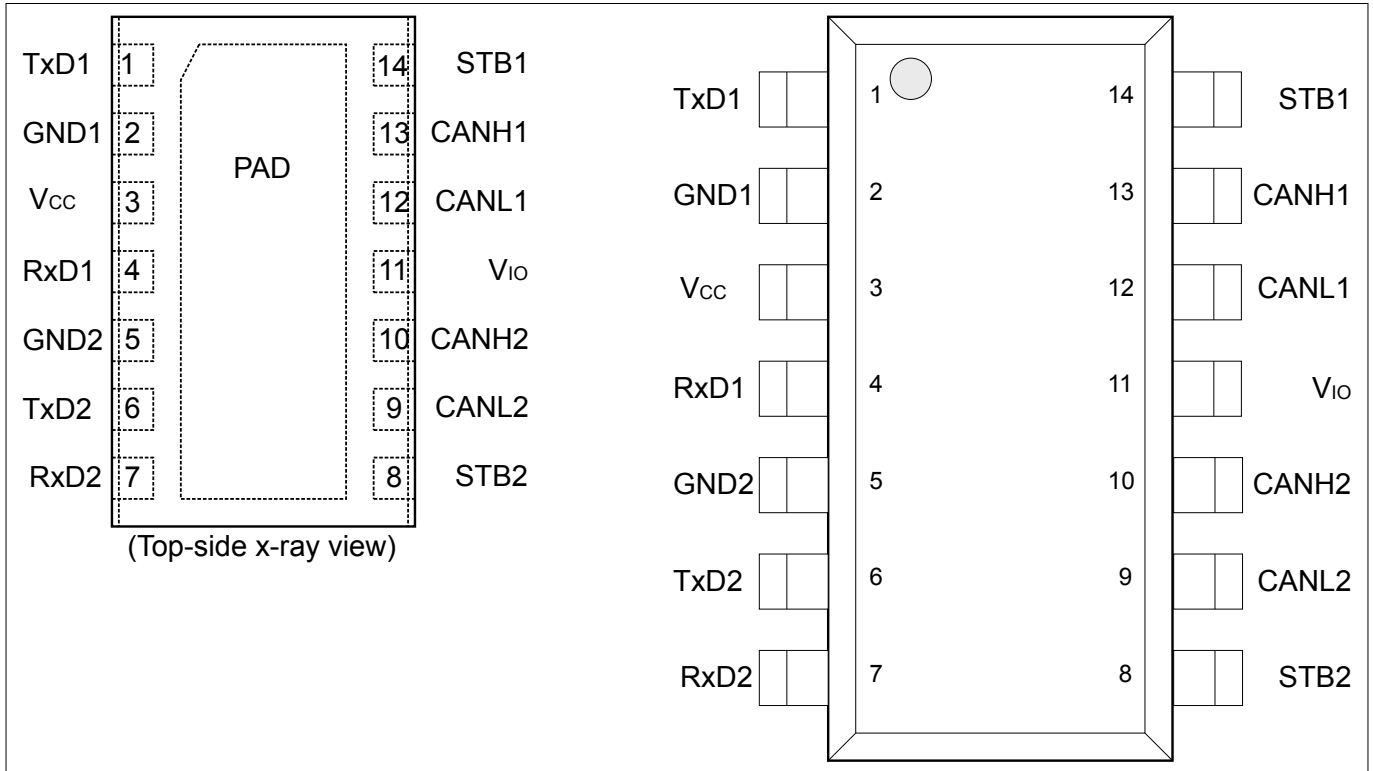 TxD1 1 14 STB1
GND1 2 13 CANH1
PAD
VCC 3 12 CANL1
RxD1 4 11 VIO
GND2 5 10 CANH2
TxD2 6 9 CANL2
RxD2 7 8 STB2
(Top-side x-ray view)
TxD1 1 14 STB1
GND1 2 13 CANH1
VCC 3 12 CANL1
RxD1 4 11 VIO
GND2 5 10 CANH2
TxD2 6 9 CANL2
RxD2 7 8 STB2